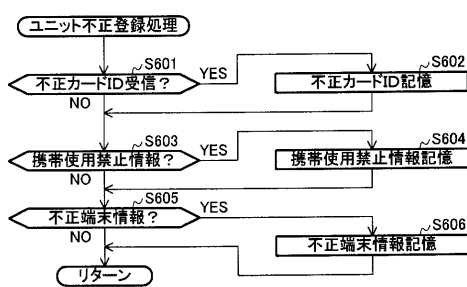 ユニット不正登録処理
S601
不正カードID受信？
YES
S602
不正カードID記憶
NO
S603
携帯使用禁止情報？
YES
S604
携帯使用禁止情報記憶
NO
S605
不正端末情報？
YES
S606
不正端末情報記憶
NO
リターン